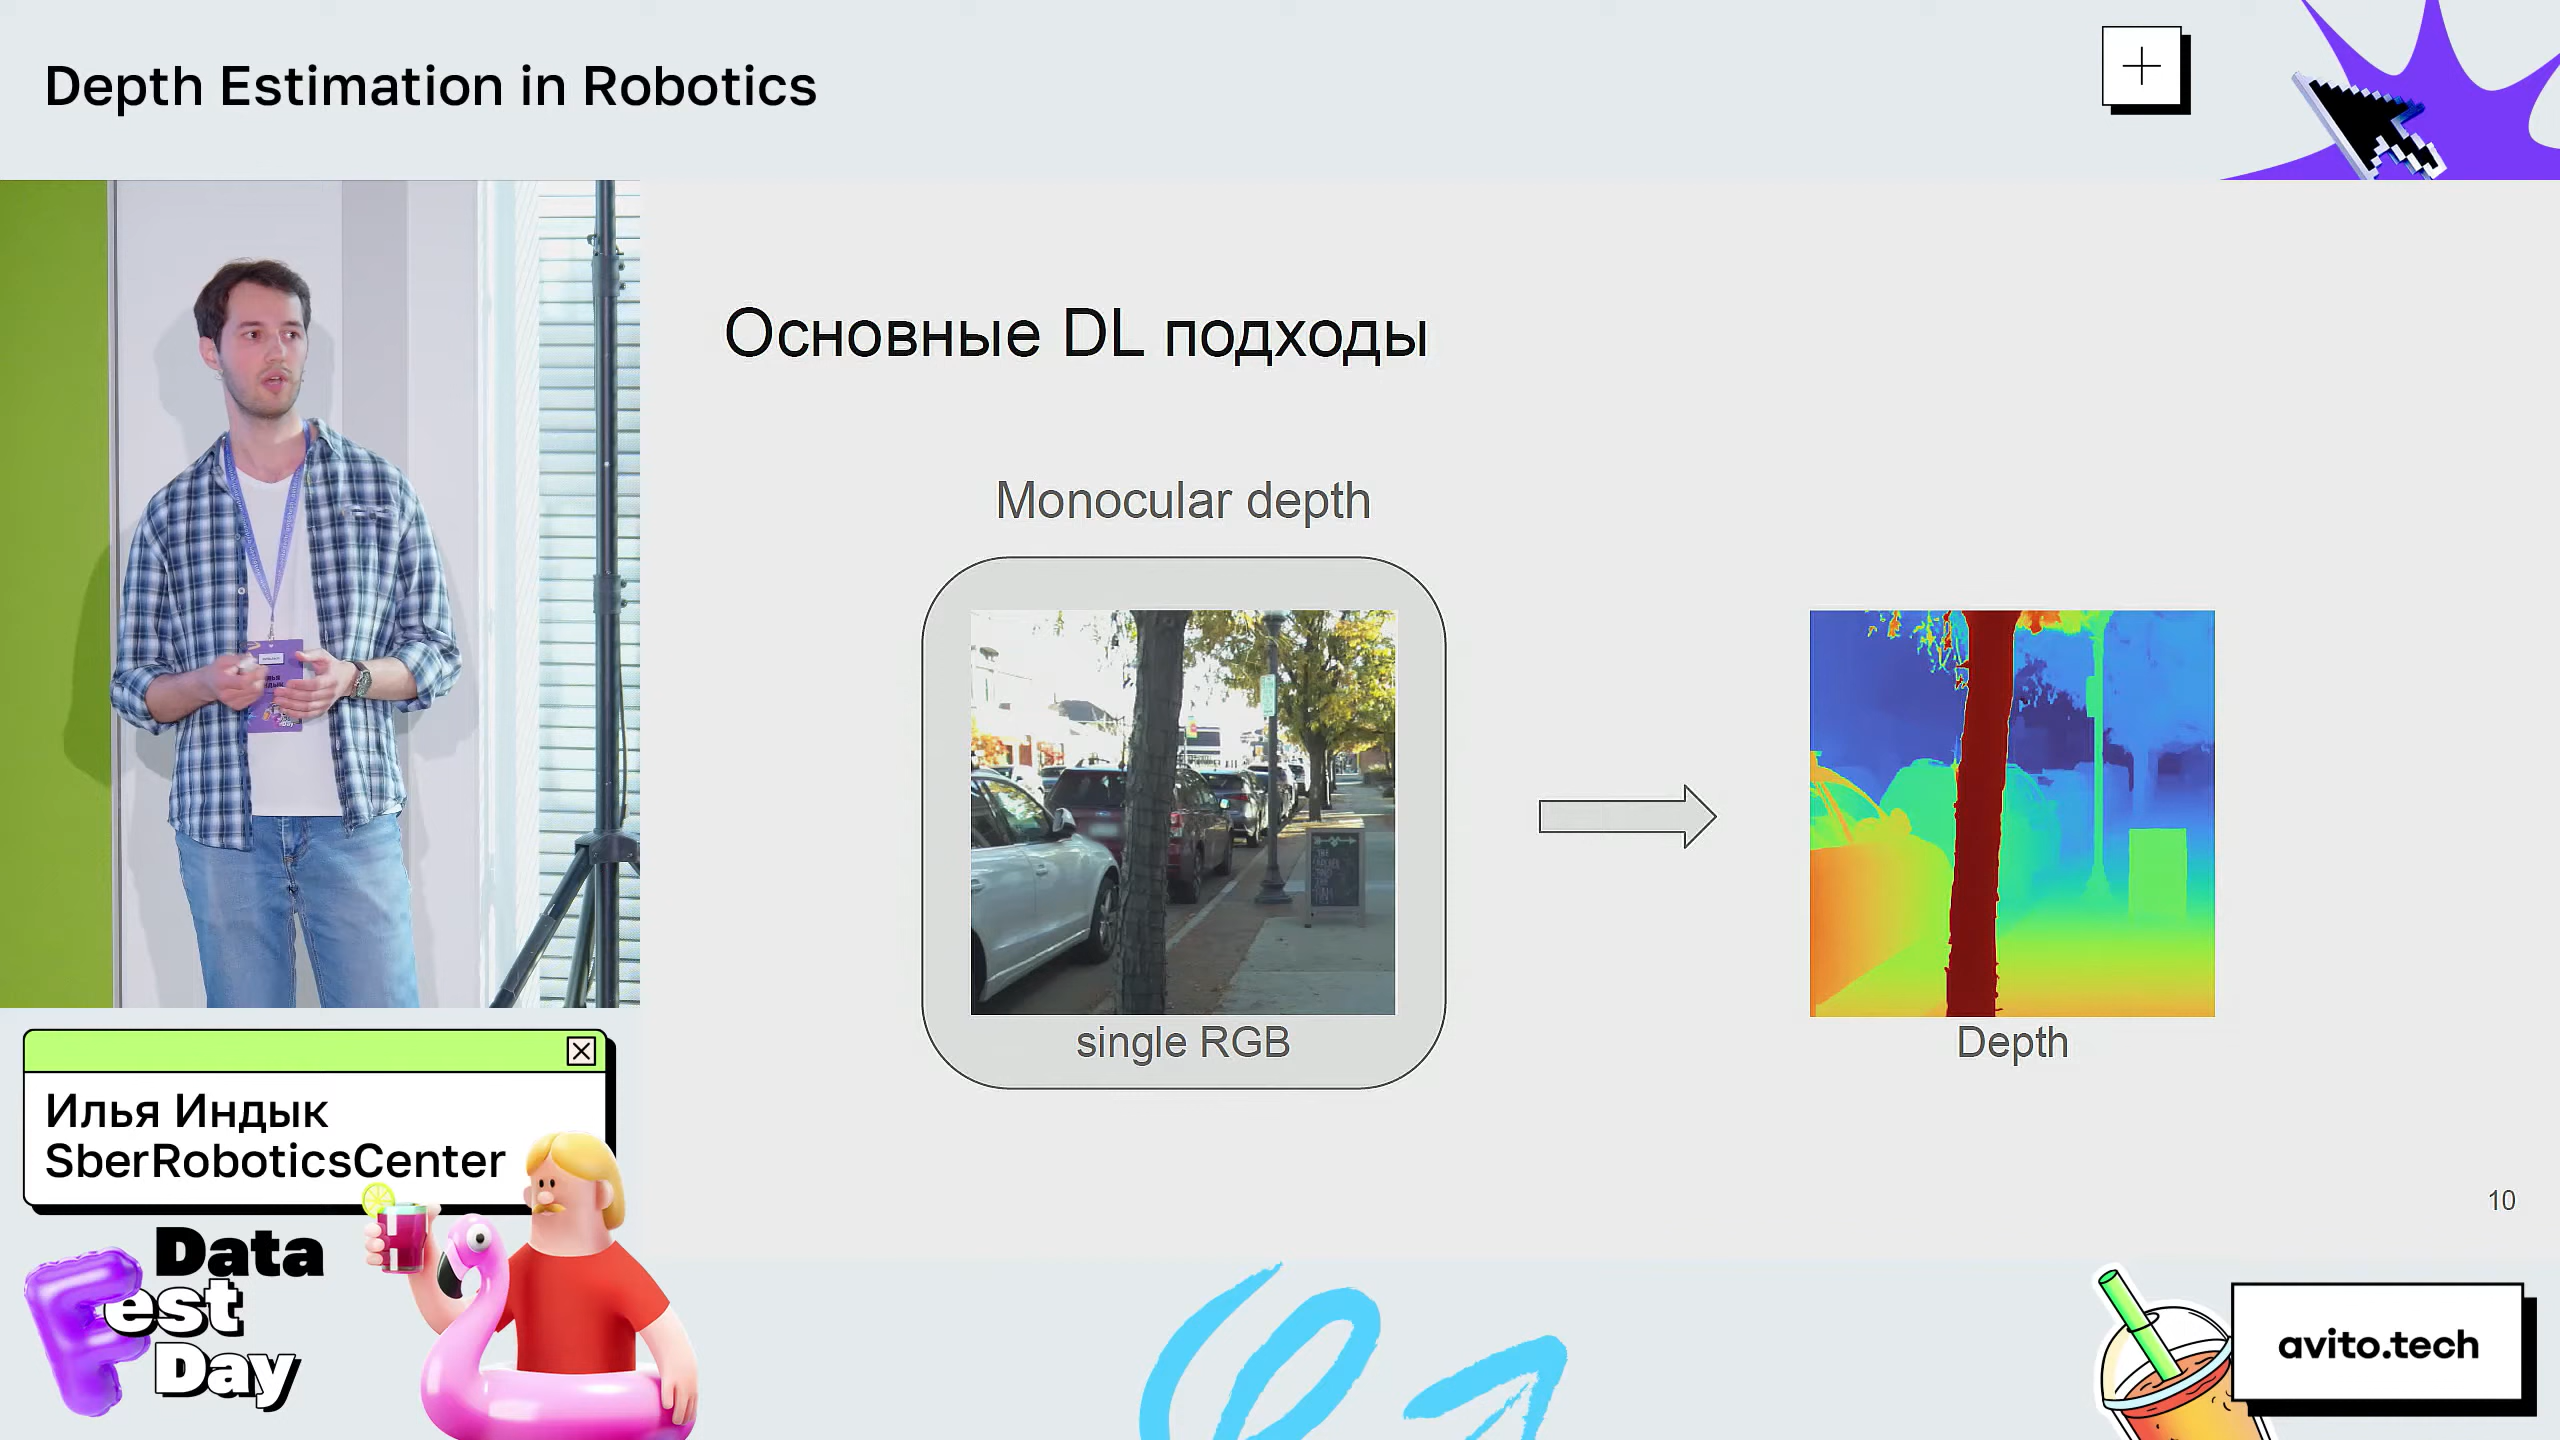 Depth Estimation in Robotics
Основные DL подходы
Monocular depth
single RGB
Depth
10
Илья Индык
SberRoboticsCenter
Data
Fest
Day
avito.tech